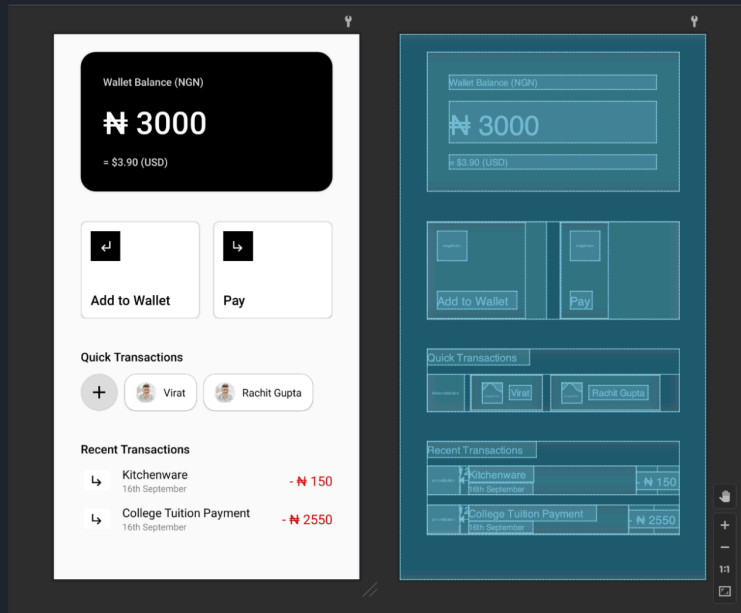 Wallet Balance (NGN)
₦ 3000
= $3.90 (USD)
Add to Wallet
Pay
Quick Transactions
+
Virat
Rachit Gupta
Recent Transactions
Kitchenware
16th September
- ₦ 150
College Tuition Payment
16th September
- ₦ 2550
Wallet Balance (NGN)
₦ 3000
= $3.90 (USD)
Add to Wallet
Pay
Quick Transactions
Virat
Rachit Gupta
Recent Transactions
12
Kitchenware
16th September
- ₦ 150
12
College Tuition Payment
16th September
- ₦ 2550
1:1